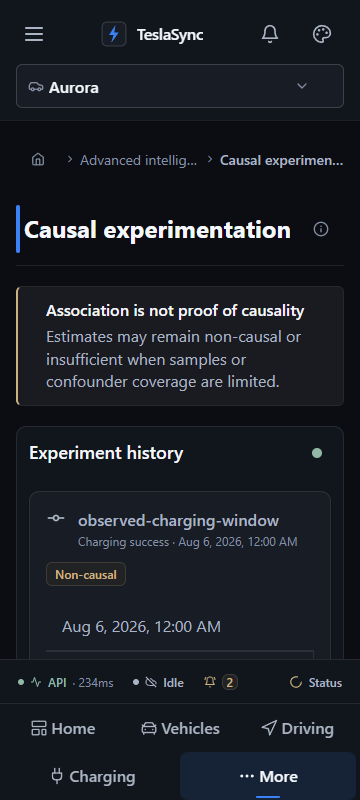 TeslaSync
Aurora
Advanced intellig... Causal experimen...
Causal experimentation
Association is not proof of causality
Estimates may remain non-causal or
insufficient when samples or
confounder coverage are limited.
Experiment history
observed-charging-window
Charging success · Aug 6, 2026, 12:00 AM
Non-causal
Aug 6, 2026, 12:00 AM
API · 234ms Idle 2 Status
Home Vehicles Driving
Charging More